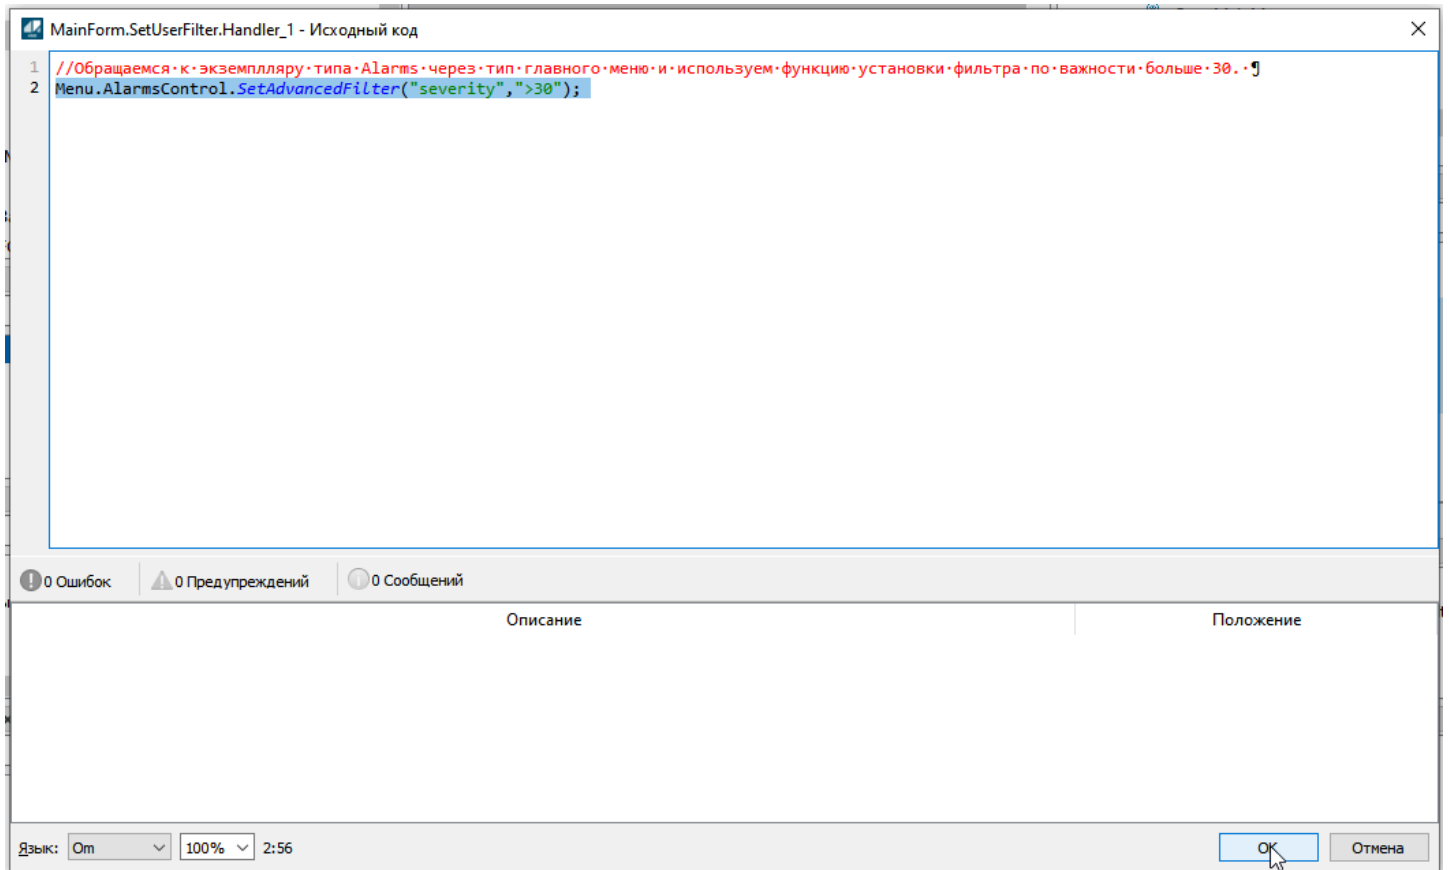 MainForm.SetUserFilter.Handler_1 - Исходный код
1 //Обращаемся·к·экземпляру·типа·Alarms·через·тип·главного·меню·и·используем·функцию·установки·фильтра·по·важности·больше·30.·¶
2 Menu.AlarmsControl.SetAdvancedFilter("severity",">30");
0 Ошибок 0 Предупреждений 0 Сообщений
Описание Положение
Язык: Om 100% 2:56 OK Отмена